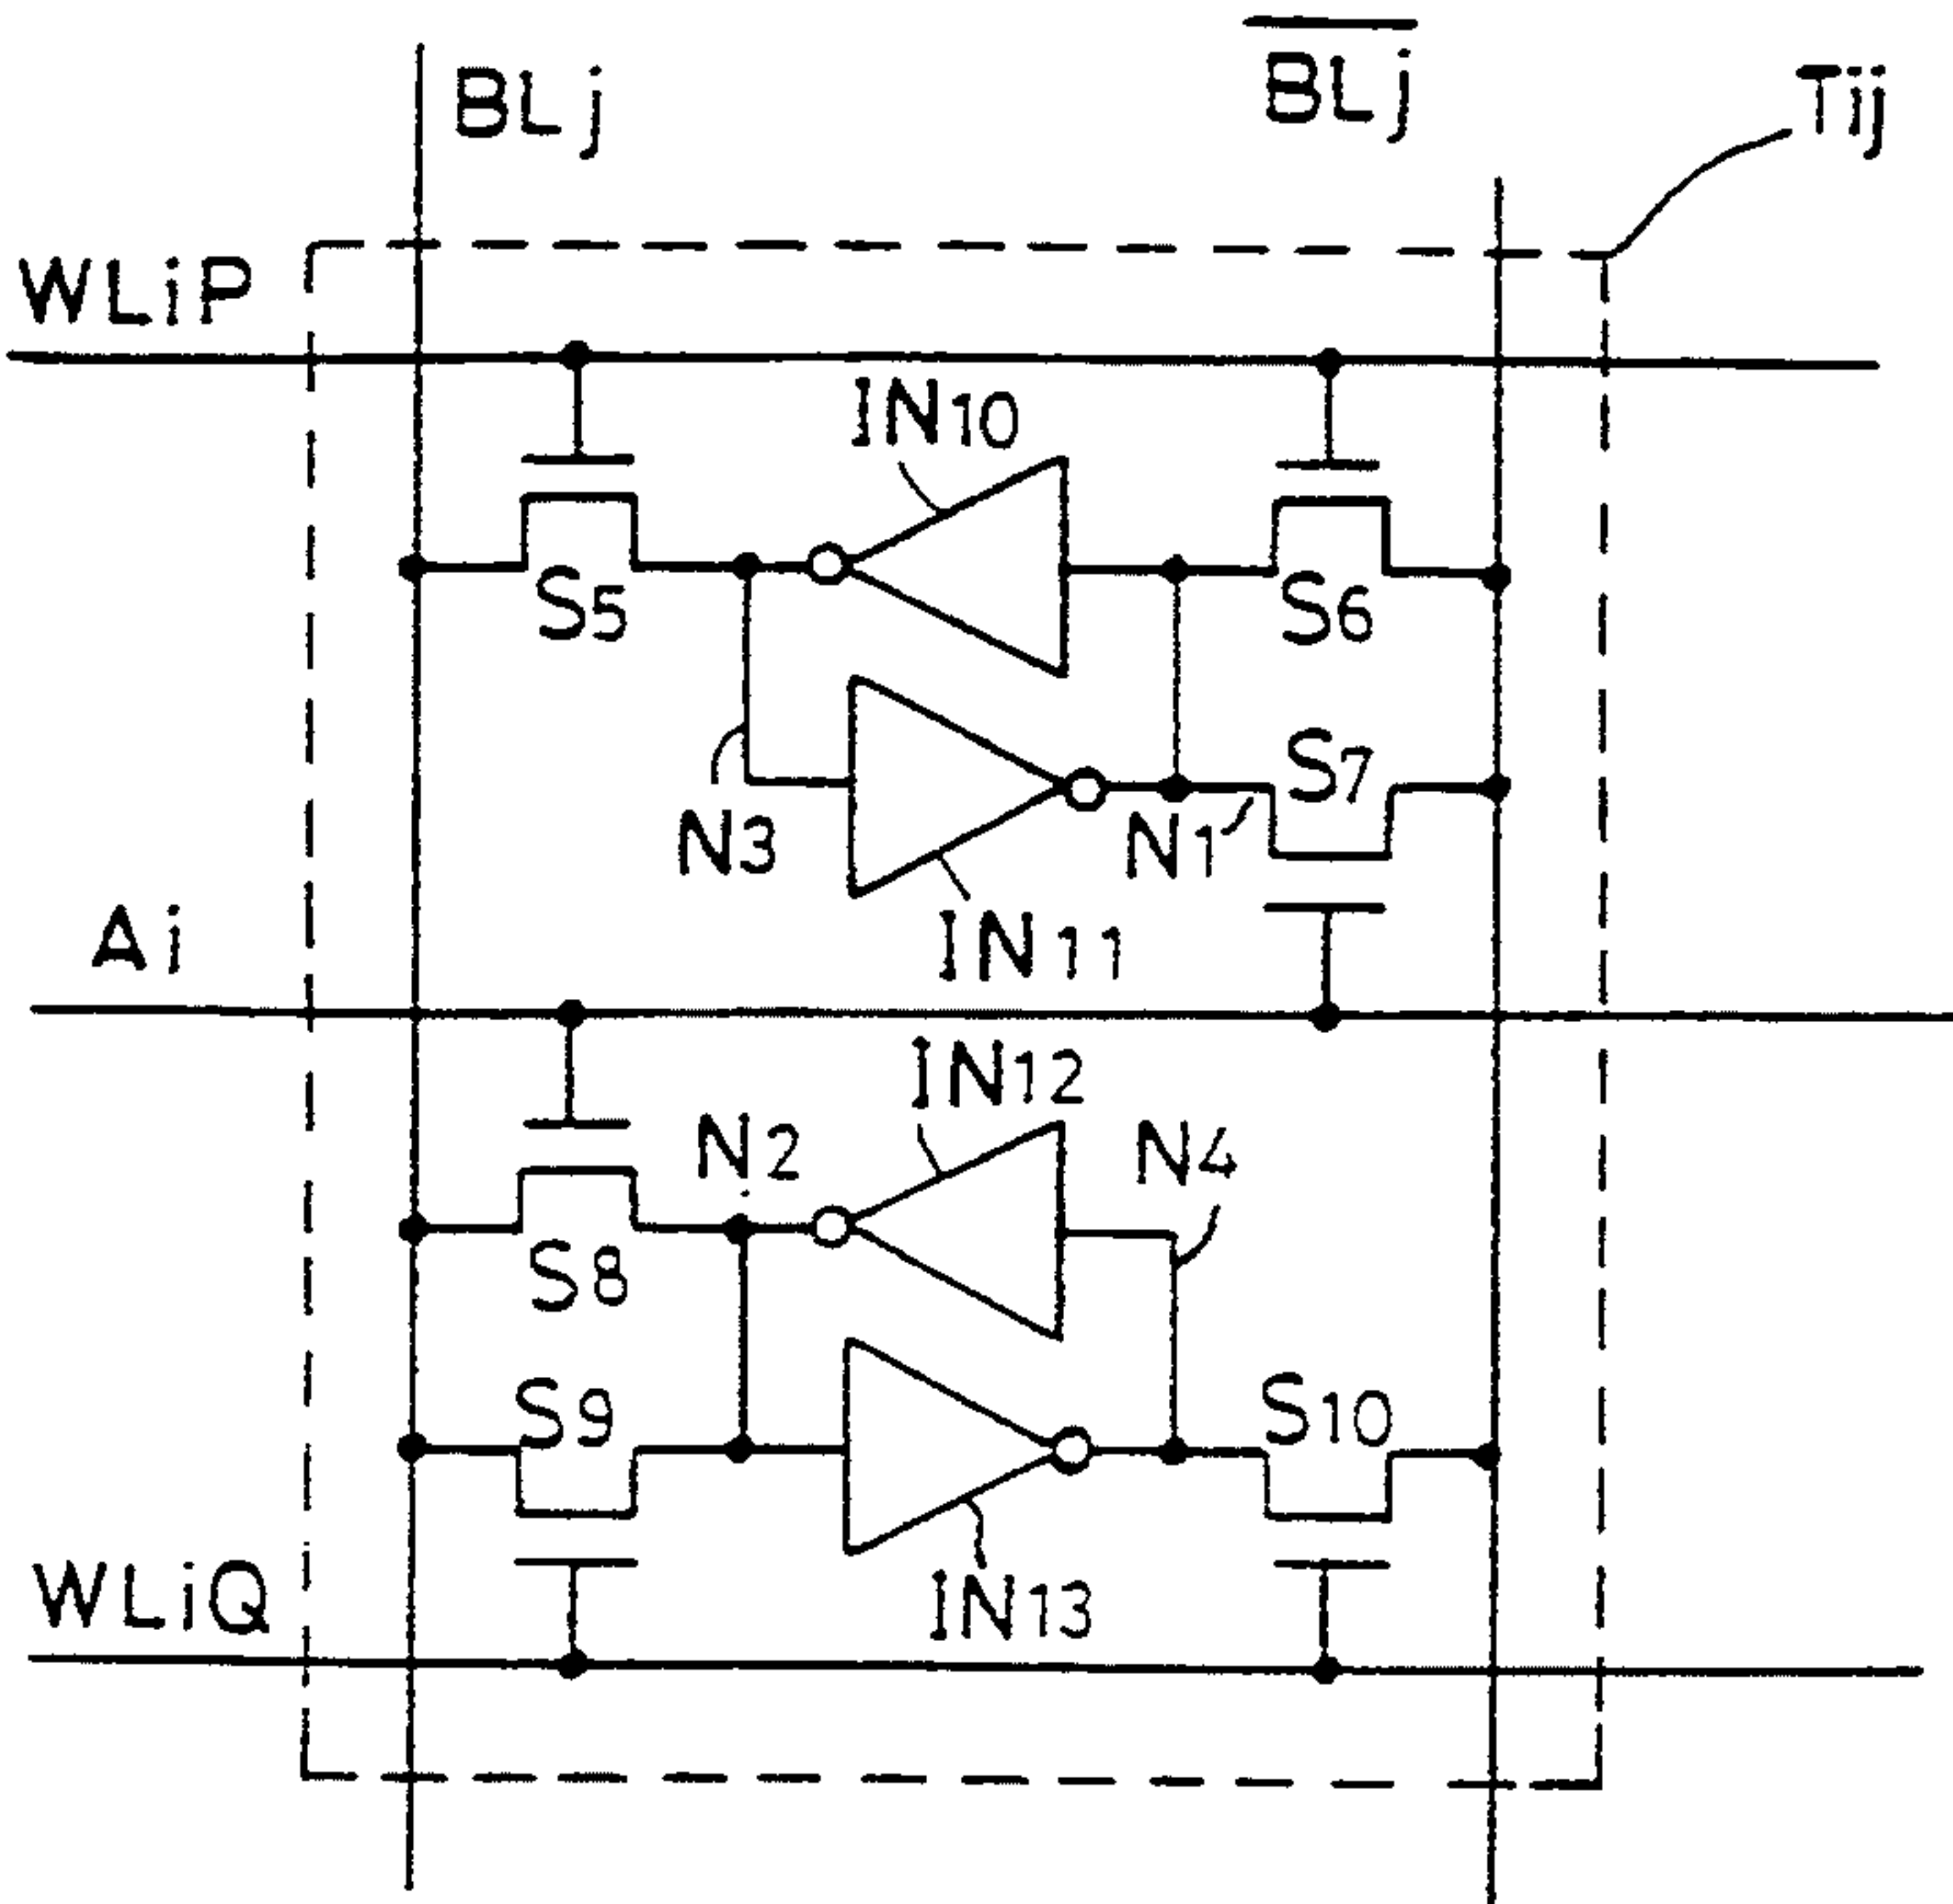 BLj
BLj
Tij
WLiP
IN10
S5
S6
S7
N3
N1
IN11
Ai
IN12
N2
N4
S8
S9
S10
WLiQ
IN13